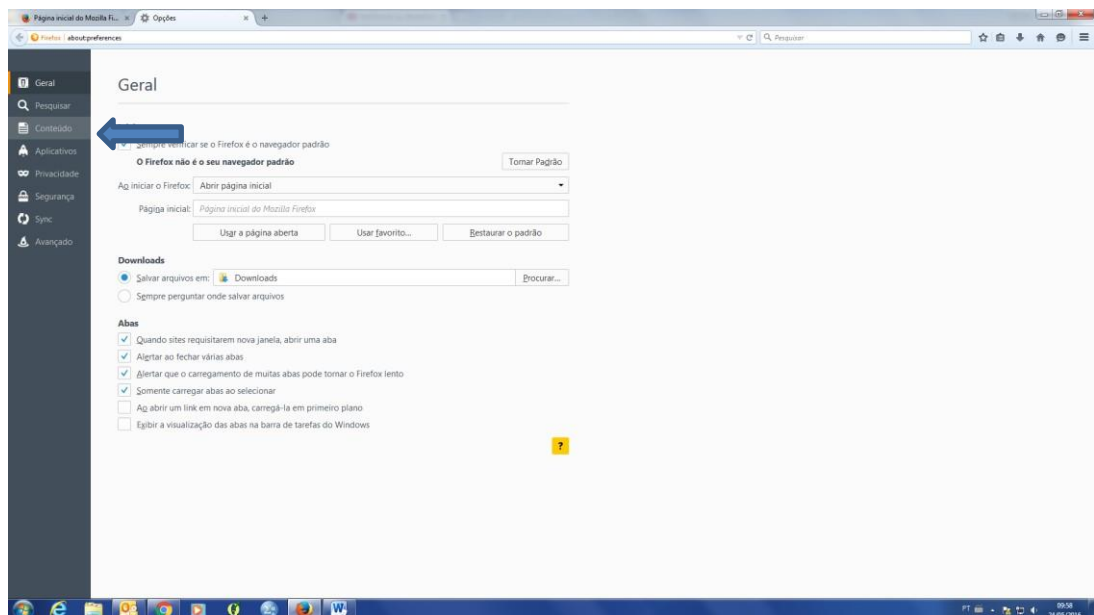 Página inicial do Mozilla Fi...
Opções
Firefox about:preferences
Pesquisar
Geral
Pesquisar
Conteúdo
Aplicativos
Privacidade
Segurança
Sync
Avançado
Geral
Sempre verificar se o Firefox é o navegador padrão
O Firefox não é o seu navegador padrão
Tornar Padrão
Ao iniciar o Firefox: Abrir página inicial
Página inicial: Página inicial do Mozilla Firefox
Usar a página aberta
Usar favorito...
Restaurar o padrão
Downloads
Salvar arquivos em: Downloads
Procurar...
Sempre perguntar onde salvar arquivos
Abas
Quando sites requisitarem nova janela, abrir uma aba
Alertar ao fechar várias abas
Alertar que o carregamento de muitas abas pode tornar o Firefox lento
Somente carregar abas ao selecionar
Ao abrir um link em nova aba, carregá-la em primeiro plano
Exibir a visualização das abas na barra de tarefas do Windows
?
PT
09:58